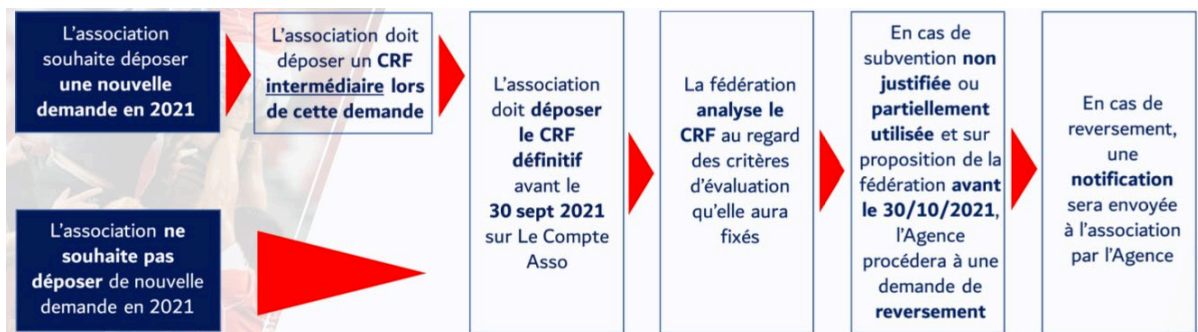 L'association
souhaite déposer
une nouvelle
demande en 2021
L'association doit
déposer un CRF
intermédiaire lors
de cette demande
L'association ne
souhaite pas
déposer de nouvelle
demande en 2021
L'association
doit déposer
le CRF
définitif
avant le
30 sept 2021
sur Le Compte
Asso
La fédération
analyse le
CRF au regard
des critères
d'évaluation
qu'elle aura
fixés
En cas de
subvention non
justifiée ou
partiellement
utilisée et sur
proposition de la
fédération avant
le 30/10/2021,
l'Agence
procédera à une
demande de
reversement
En cas de
reversement,
une
notification
sera envoyée
à l'association
par l'Agence